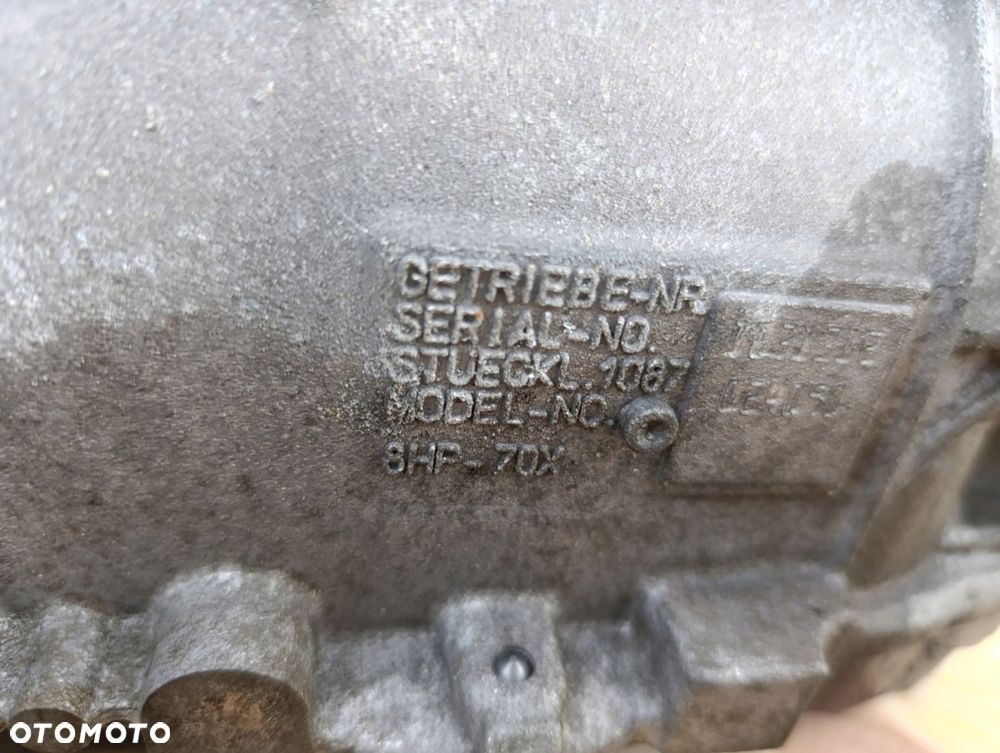 GETRIEBE-NR
SERIAL-NO.
STUECKL. 1087
MODEL-NO.
8HP-70X
OTOMOTO